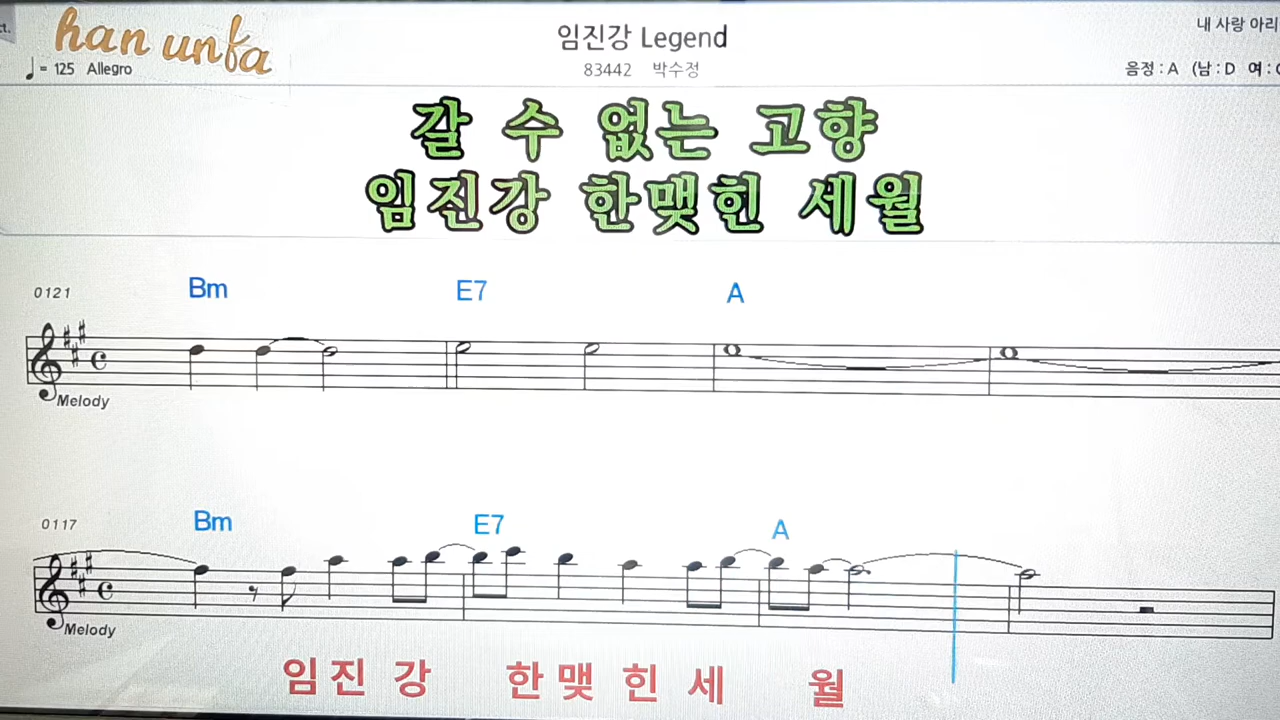 han unfa
임진강 Legend
내 사랑 아리
♩= 125 Allegro
83442 박수정
음정 : A (남 : D 여 :
갈 수 없는 고향
임진강 한맺힌 세월
0121
Bm E7 A
Melody
0117
Bm E7 A
Melody
임 진 강 한 맺 힌 세 월